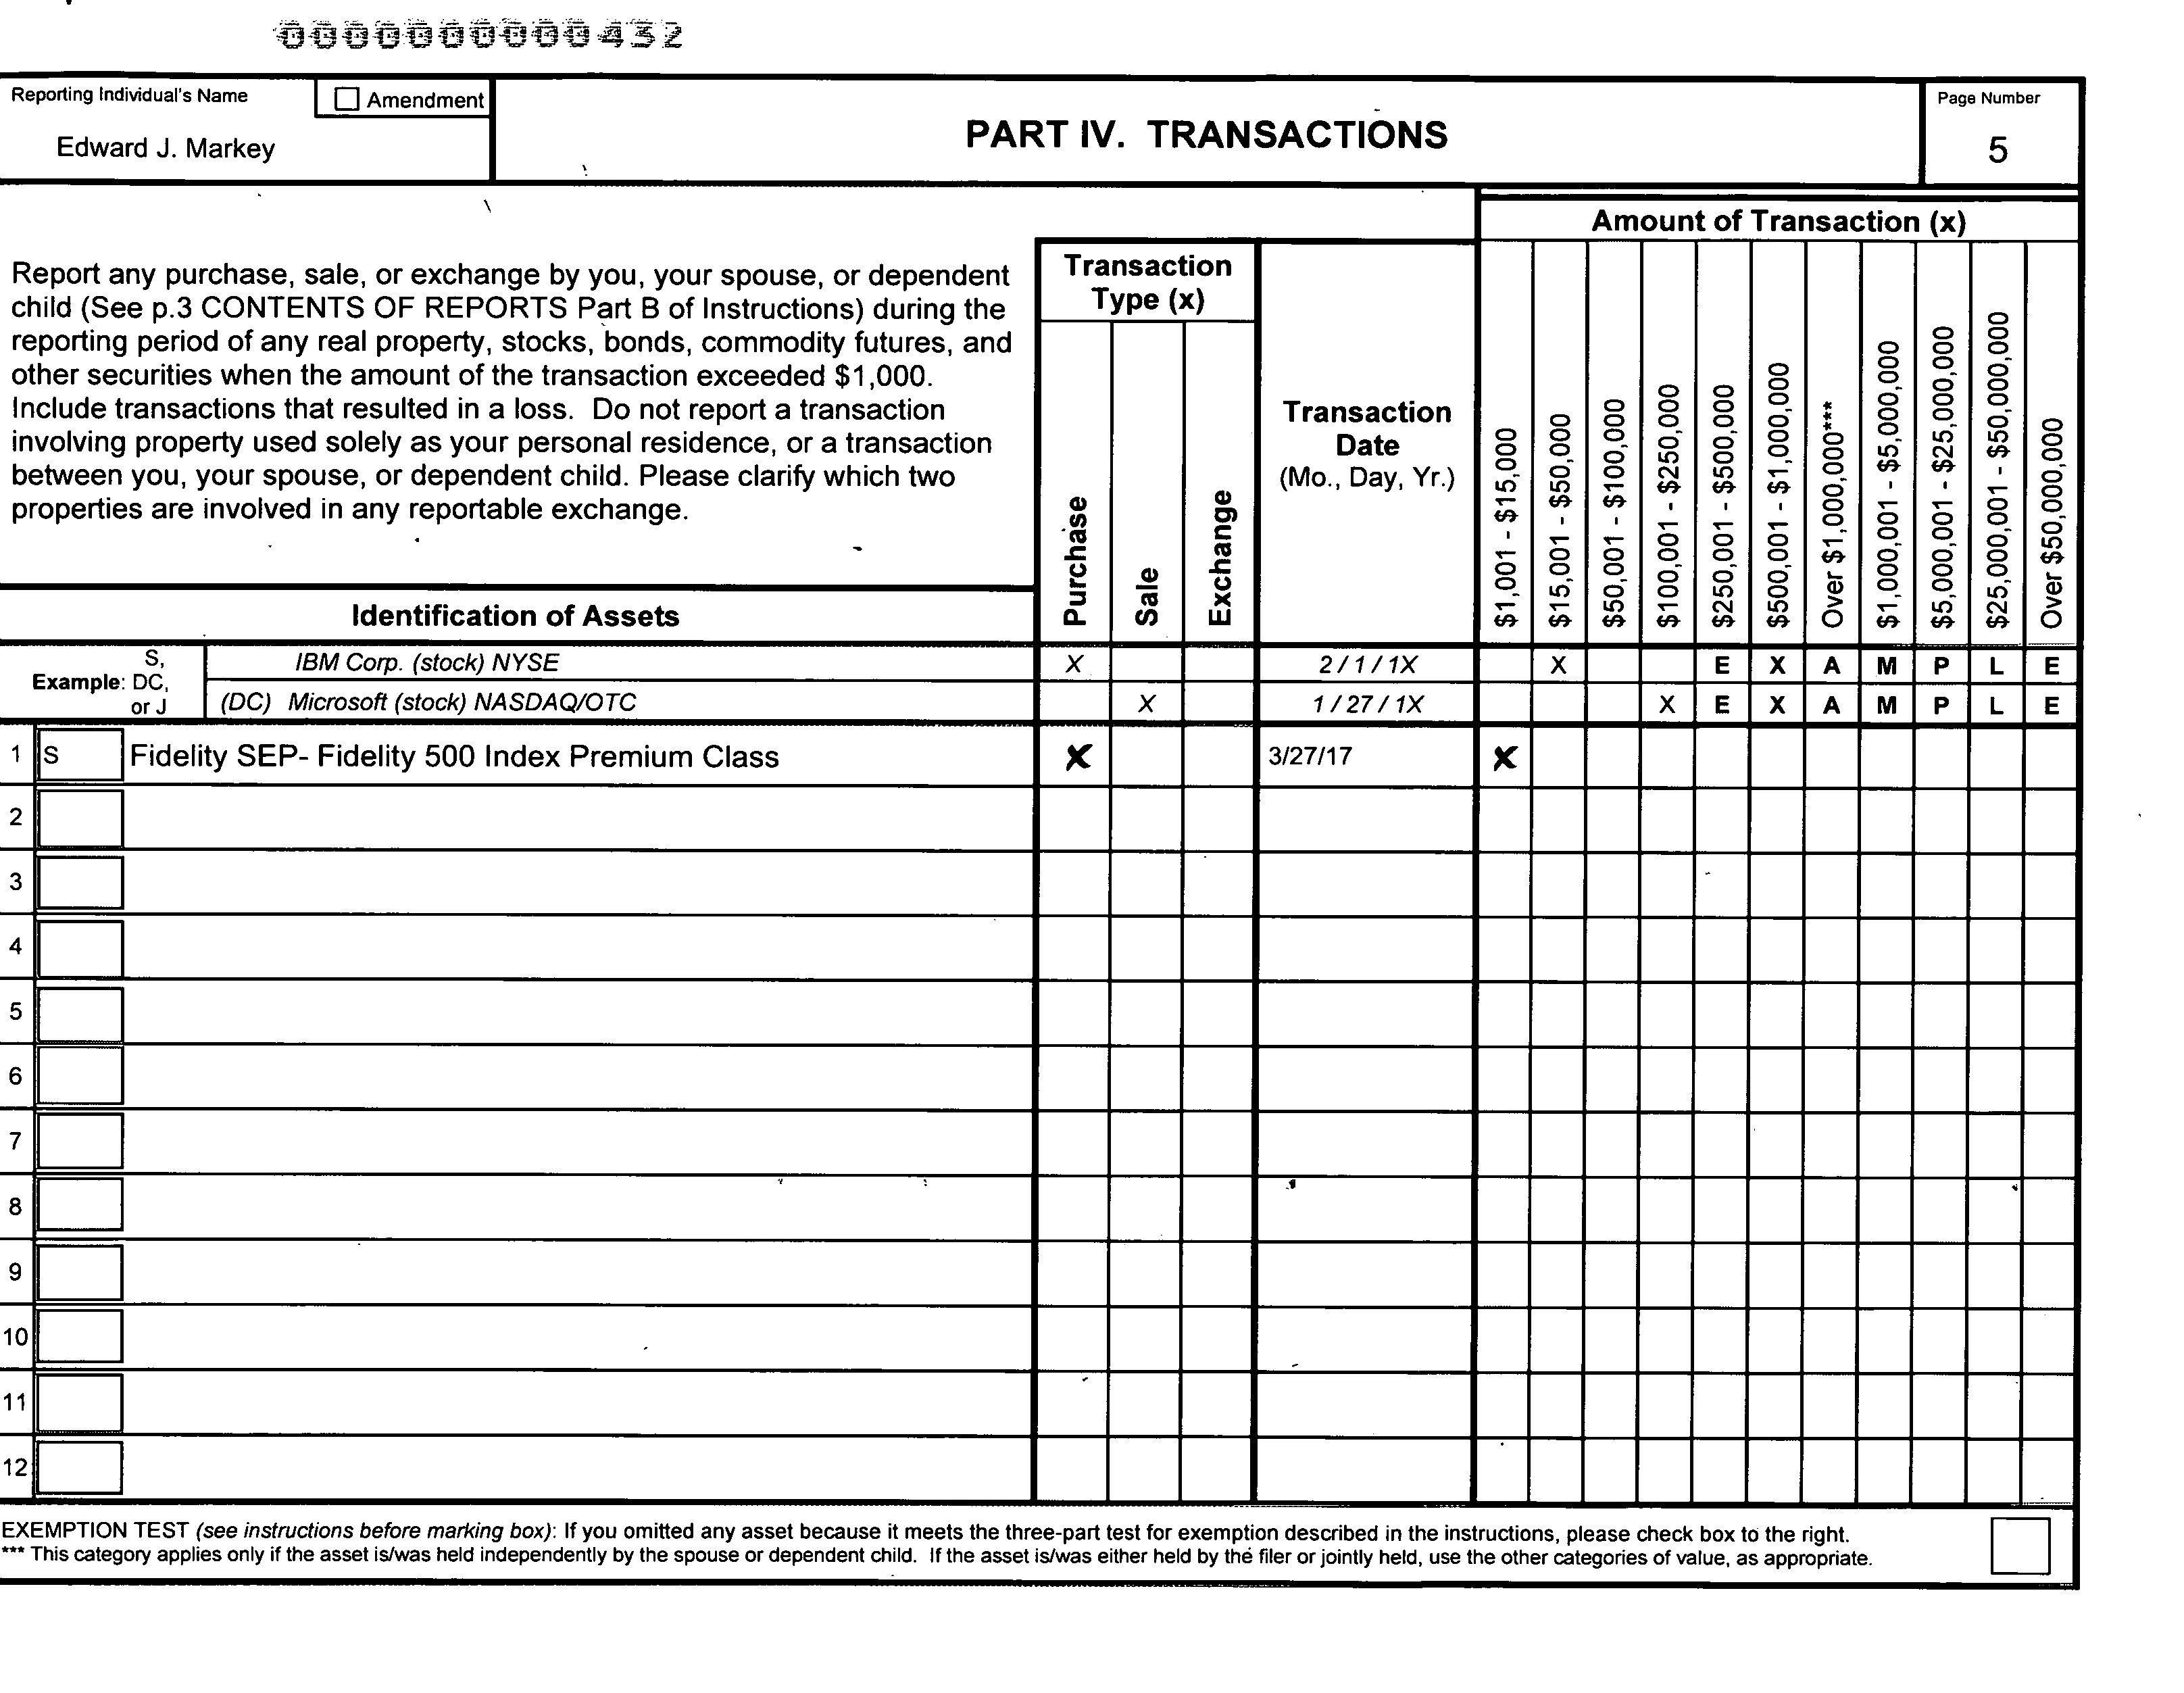 0000000000432
Reporting Individual's Name
Amendment
Edward J. Markey
PART IV. TRANSACTIONS
Page Number
5
Report any purchase, sale, or exchange by you, your spouse, or dependent
child (See p.3 CONTENTS OF REPORTS Part B of Instructions) during the
reporting period of any real property, stocks, bonds, commodity futures, and
other securities when the amount of the transaction exceeded $1,000.
Include transactions that resulted in a loss. Do not report a transaction
involving property used solely as your personal residence, or a transaction
between you, your spouse, or dependent child. Please clarify which two
properties are involved in any reportable exchange.
Identification of Assets
Transaction
Type (x)
Purchase
Sale
Exchange
Transaction
Date
(Mo., Day, Yr.)
Amount of Transaction (x)
$1,001 - $15,000
$15,001 - $50,000
$50,001 - $100,000
$100,001 - $250,000
$250,001 - $500,000
$500,001 - $1,000,000
Over $1,000,000***
$1,000,001 - $5,000,000
$5,000,001 - $25,000,000
$25,000,001 - $50,000,000
Over $50,000,000
Example: S,
DC,
or J
IBM Corp. (stock) NYSE X 2 / 1 / 1X X E X A M P L E
(DC) Microsoft (stock) NASDAQ/OTC X 1 / 27 / 1X X E X A M P L E
1 S Fidelity SEP- Fidelity 500 Index Premium Class X 3/27/17 X
2
3
4
5
6
7
8
9
10
11
12
EXEMPTION TEST (see instructions before marking box): If you omitted any asset because it meets the three-part test for exemption described in the instructions, please check box to the right.
*** This category applies only if the asset is/was held independently by the spouse or dependent child. If the asset is/was either held by the filer or jointly held, use the other categories of value, as appropriate.